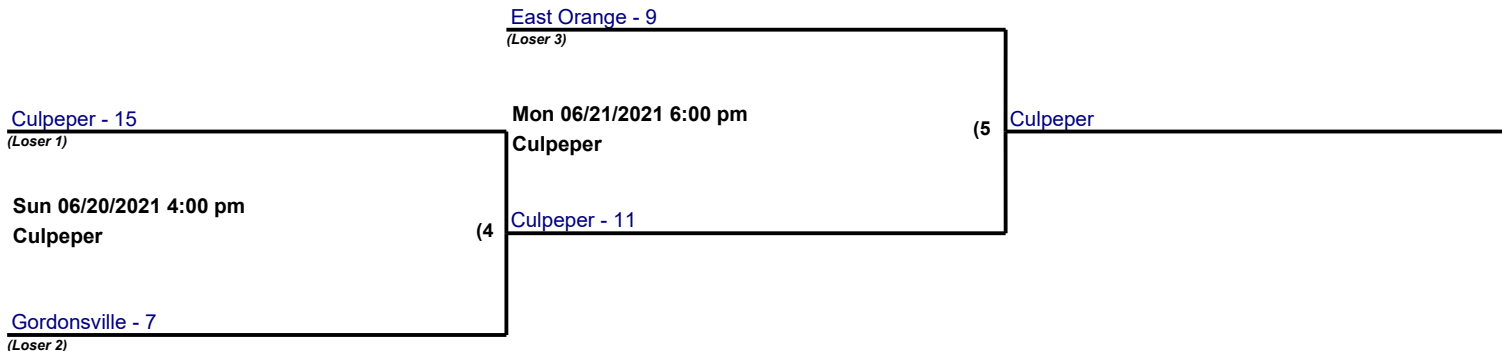 East Orange - 9
(Loser 3)
Culpeper - 15
(Loser 1)
Mon 06/21/2021 6:00 pm
Culpeper
(5
Culpeper
Sun 06/20/2021 4:00 pm
Culpeper
(4
Culpeper - 11
Gordonsville - 7
(Loser 2)